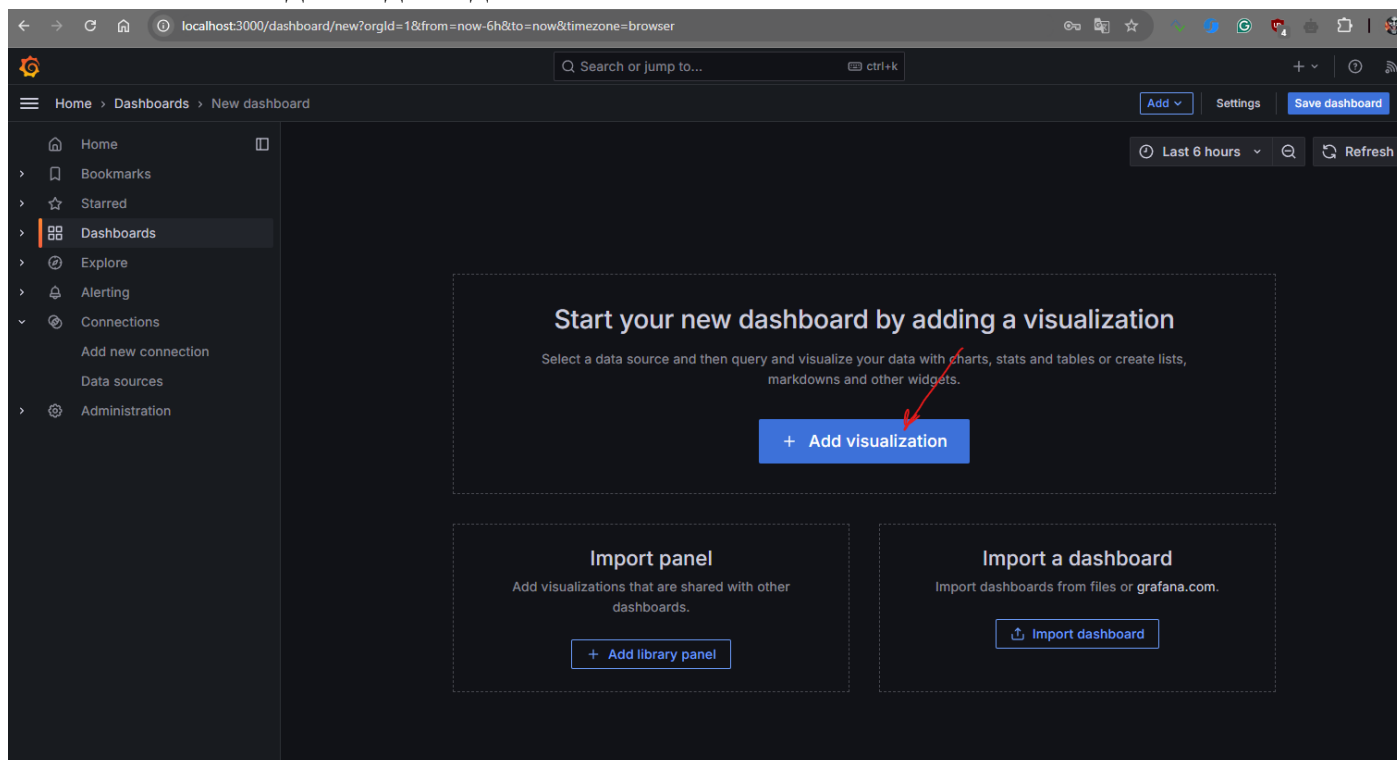 localhost:3000/dashboard/new?orgId=1&from=now-6h&to=now&timezone=browser
4
Search or jump to... ctrl+k
Home › Dashboards › New dashboard
Add
Settings
Save dashboard
Home
Last 6 hours
Refresh
Bookmarks
Starred
Dashboards
Explore
Alerting
Connections
Add new connection
Data sources
Administration
Start your new dashboard by adding a visualization
Select a data source and then query and visualize your data with charts, stats and tables or create lists,
markdowns and other widgets.
+ Add visualization
Import panel
Add visualizations that are shared with other
dashboards.
+ Add library panel
Import a dashboard
Import dashboards from files or grafana.com.
Import dashboard